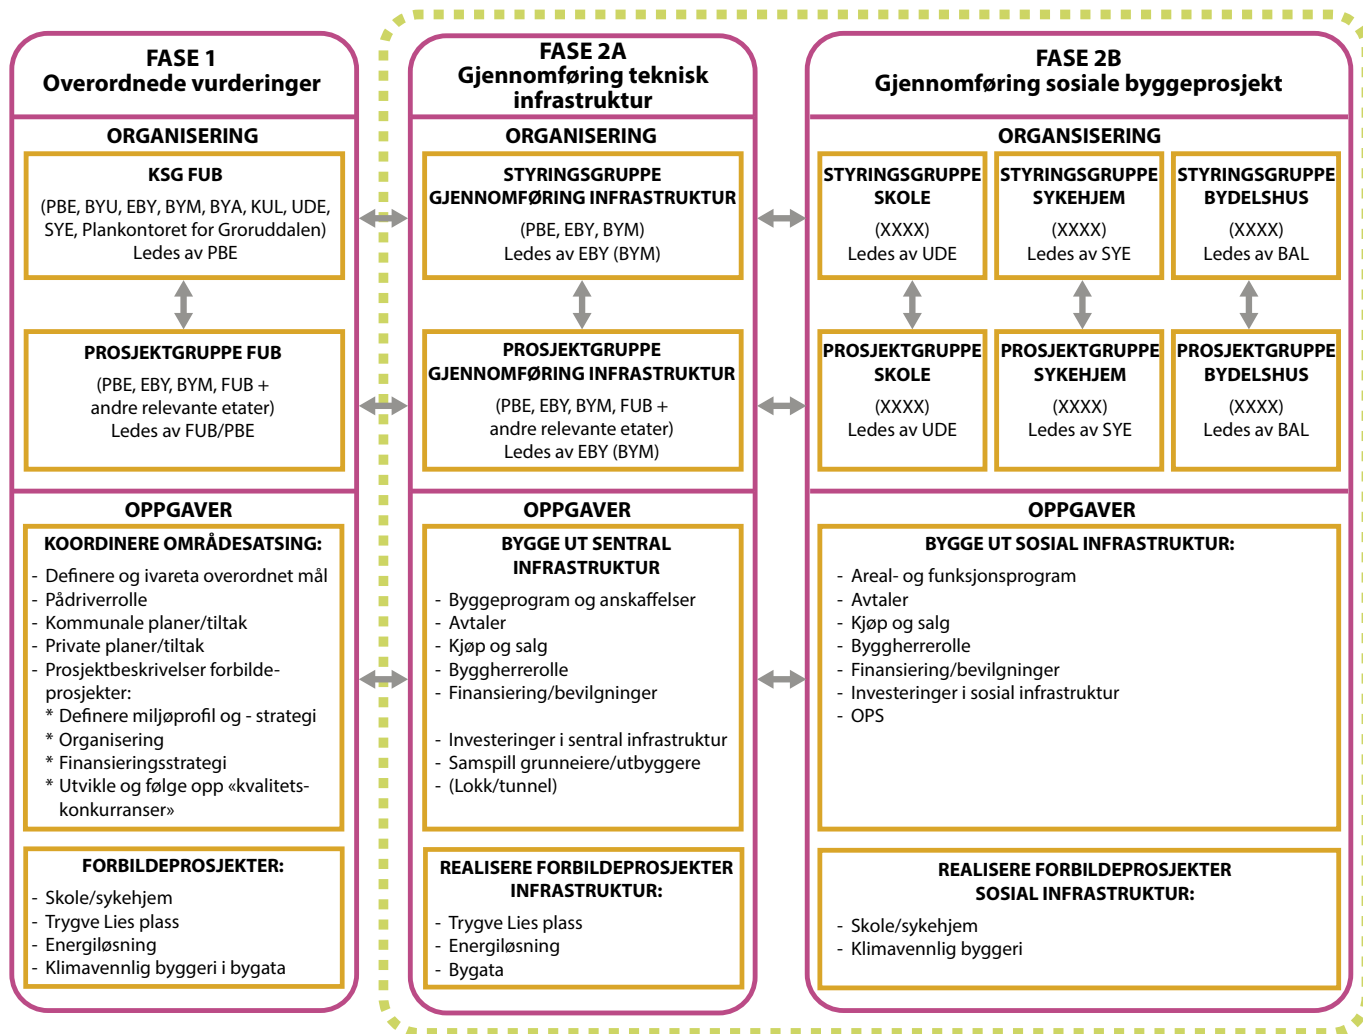 FASE 1
Overordnede vurderinger
ORGANISERING
KSG FUB
(PBE, BYU, EBY, BYM, BYA, KUL, UDE,
SYE, Plankontoret for Groruddalen)
Ledes av PBE
PROSJEKTGRUPPE FUB
(PBE, EBY, BYM, FUB +
andre relevante etater)
Ledes av FUB/PBE
OPPGAVER
KOORDINERE OMRÅDESATSING:
- Definere og ivareta overordnet mål
- Pådriverrolle
- Kommunale planer/tiltak
- Private planer/tiltak
- Prosjektbeskrivelser forbilde-
prosjekter:
* Definere miljøprofil og - strategi
* Organisering
* Finansieringsstrategi
* Utvikle og følge opp «kvalitets-
konkurranser»
FORBILDEPROSJEKTER:
- Skole/sykehjem
- Trygve Lies plass
- Energiløsning
- Klimavennlig byggeri i bygata
FASE 2A
Gjennomføring teknisk
infrastruktur
ORGANISERING
STYRINGSGRUPPE
GJENNOMFØRING INFRASTRUKTUR
(PBE, EBY, BYM)
Ledes av EBY (BYM)
PROSJEKTGRUPPE
GJENNOMFØRING INFRASTRUKTUR
(PBE, EBY, BYM, FUB +
andre relevante etater)
Ledes av EBY (BYM)
OPPGAVER
BYGGE UT SENTRAL
INFRASTRUKTUR
- Byggeprogram og anskaffelser
- Avtaler
- Kjøp og salg
- Byggherrerolle
- Finansiering/bevilgninger
- Investeringer i sentral infrastruktur
- Samspill grunneiere/utbyggere
- (Lokk/tunnel)
REALISERE FORBILDEPROSJEKTER
INFRASTRUKTUR:
- Trygve Lies plass
- Energiløsning
- Bygata
FASE 2B
Gjennomføring sosiale byggeprosjekt
ORGANSISERING
STYRINGSGRUPPE
SKOLE
(XXXX)
Ledes av UDE
STYRINGSGRUPPE
SYKEHJEM
(XXXX)
Ledes av SYE
STYRINGSGRUPPE
BYDELSHUS
(XXXX)
Ledes av BAL
PROSJEKTGRUPPE
SKOLE
(XXXX)
Ledes av UDE
PROSJEKTGRUPPE
SYKEHJEM
(XXXX)
Ledes av SYE
PROSJEKTGRUPPE
BYDELSHUS
(XXXX)
Ledes av BAL
OPPGAVER
BYGGE UT SOSIAL INFRASTRUKTUR:
- Areal- og funksjonsprogram
- Avtaler
- Kjøp og salg
- Byggherrerolle
- Finansiering/bevilgninger
- Investeringer i sosial infrastruktur
- OPS
REALISERE FORBILDEPROSJEKTER
SOSIAL INFRASTRUKTUR:
- Skole/sykehjem
- Klimavennlig byggeri